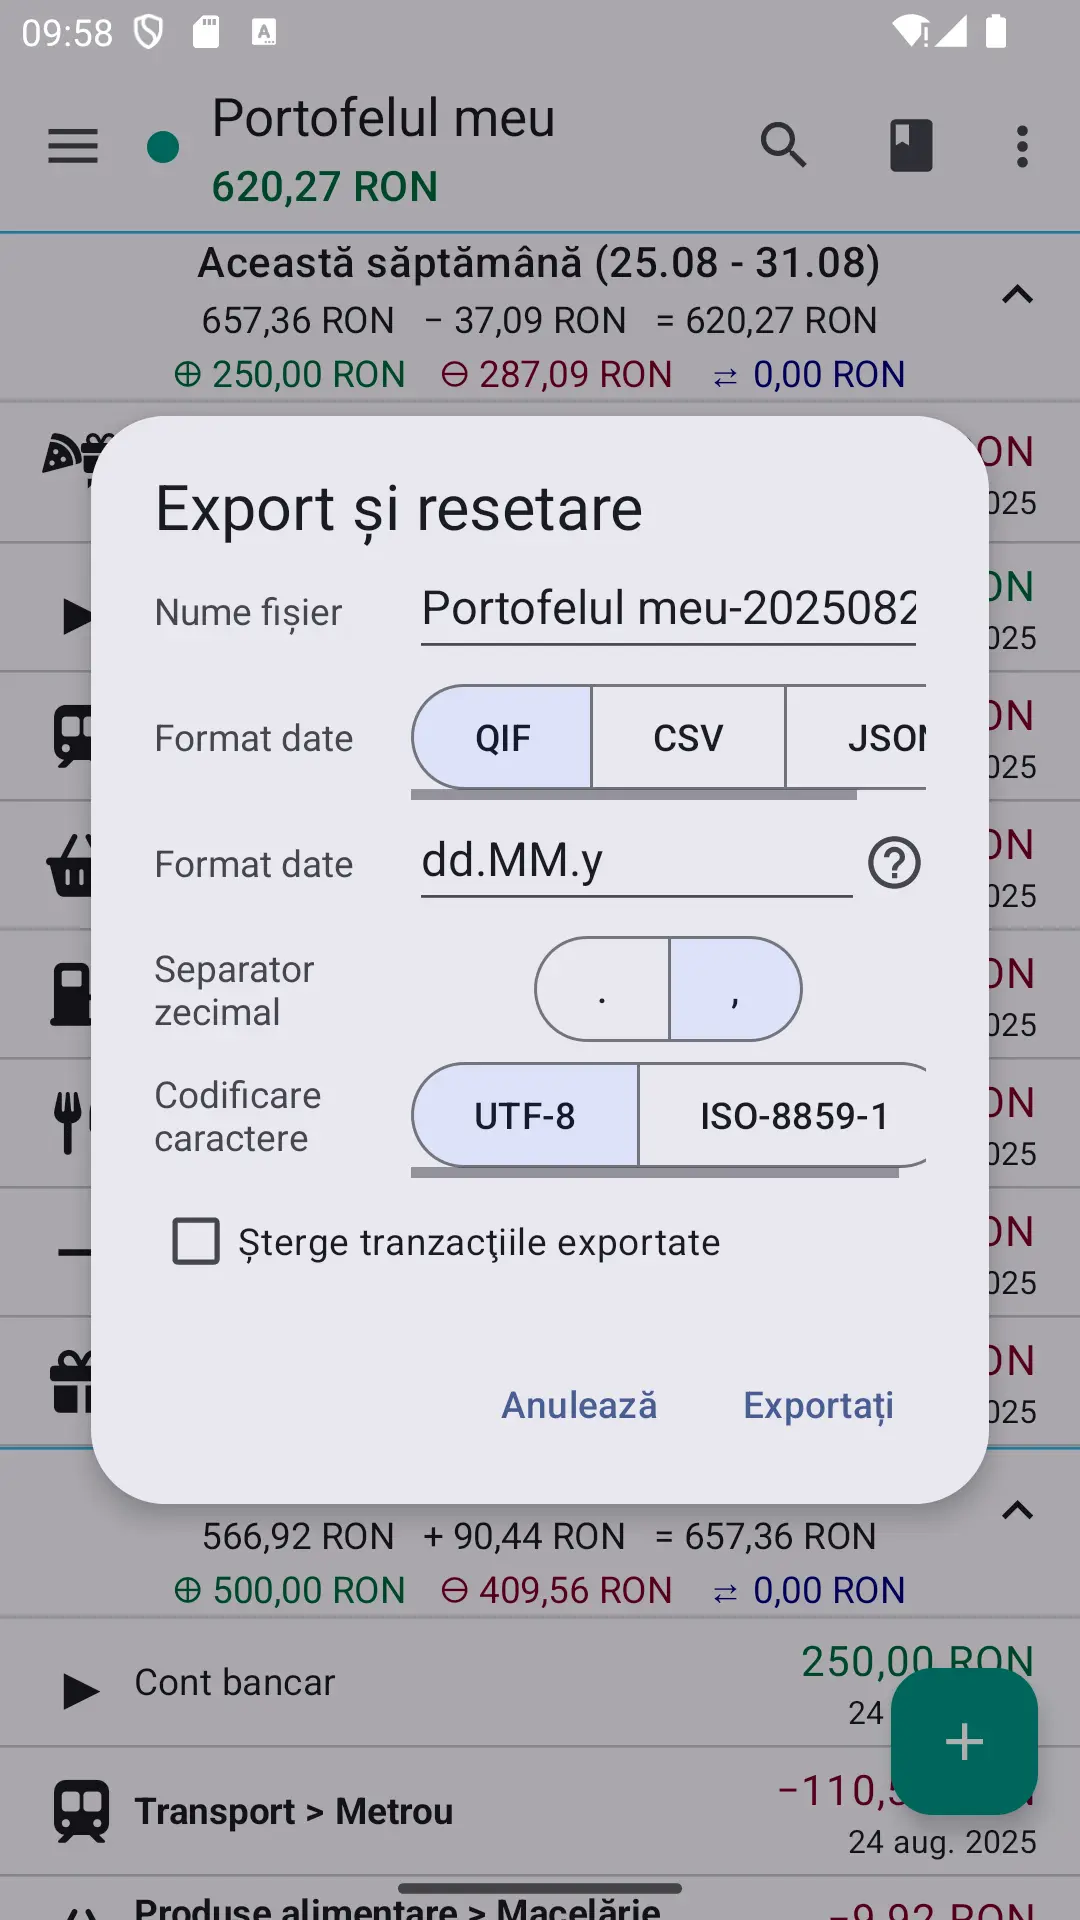 09:58
Portofelul meu
620,27 RON
Această săptămână (25.08 - 31.08)
657,36 RON − 37,09 RON = 620,27 RON
⊕ 250,00 RON ⊖ 287,09 RON ⇄ 0,00 RON
ON
025
Export și resetare
Nume fișier
Portofelul meu-2025082
ON
025
Format date
QIF
CSV
JSON
ON
025
Format date
dd.MM.y
ON
025
Separator
zecimal
.
,
ON
025
Codificare
caractere
UTF-8
ISO-8859-1
ON
025
Șterge tranzacţiile exportate
ON
025
Anulează
Exportați
ON
025
566,92 RON + 90,44 RON = 657,36 RON
⊕ 500,00 RON ⊖ 409,56 RON ⇄ 0,00 RON
Cont bancar
250,00 RON
24
Transport > Metrou
−110,5
24 aug. 2025
Produse alimentare > Macelărie
−9,92 RON